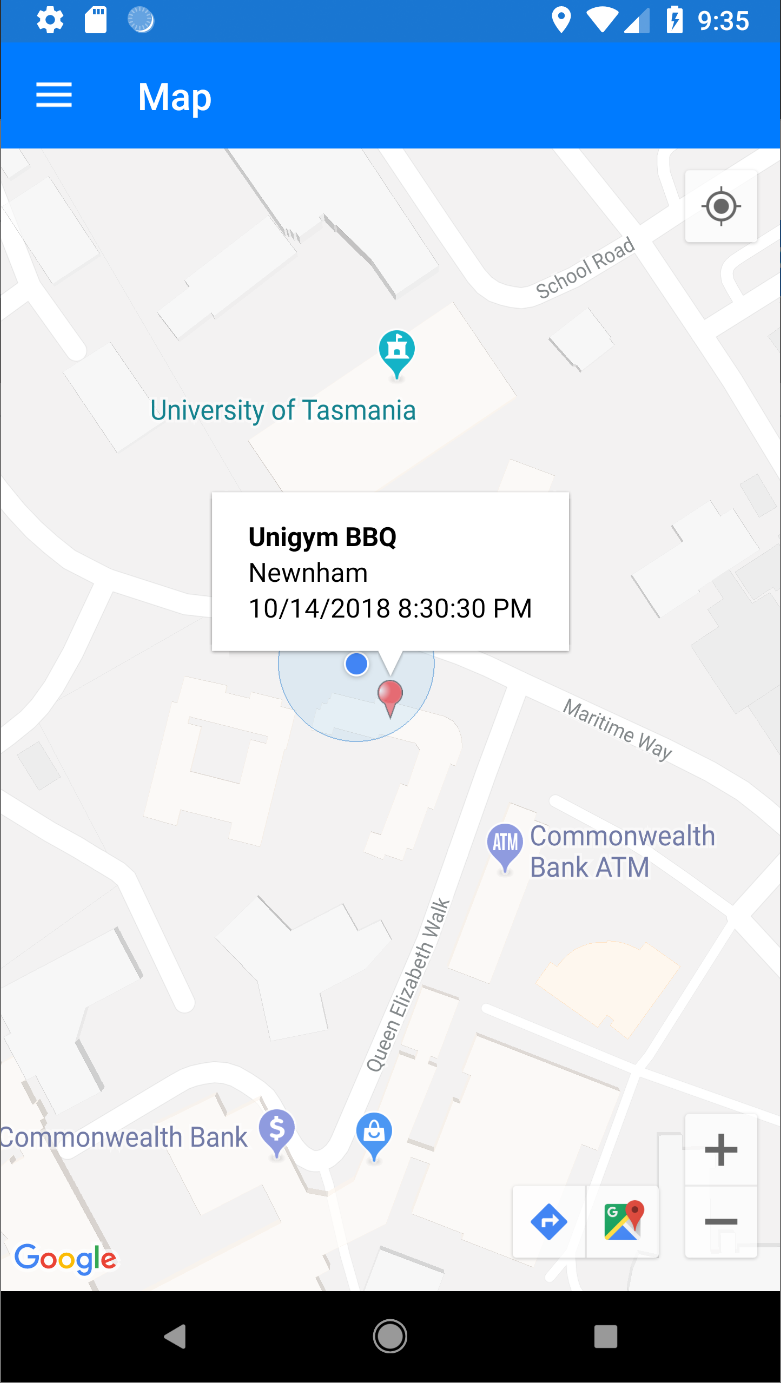 9:35
Map
School Road
University of Tasmania
Unigym BBQ
Newnham
10/14/2018 8:30:30 PM
Maritime Way
ATM
Commonwealth
Bank ATM
Queen Elizabeth Walk
Commonwealth Bank
$
G
Google